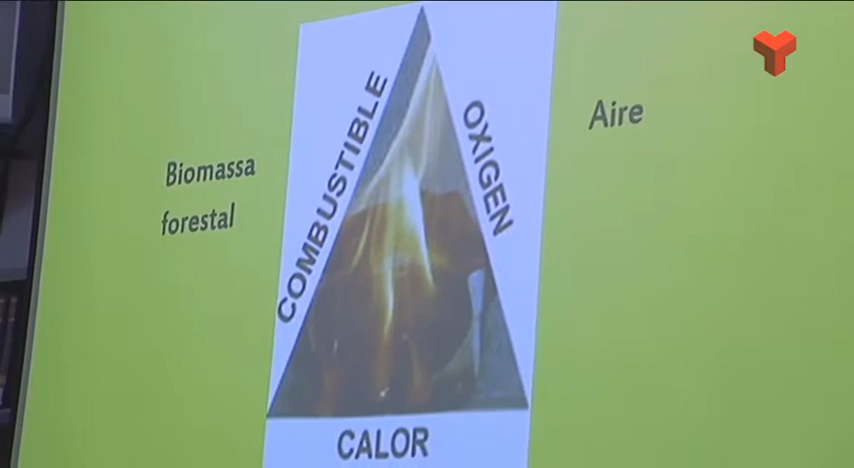 Biomassa
forestal
COMBUSTIBLE
OXIGEN
Aire
CALOR